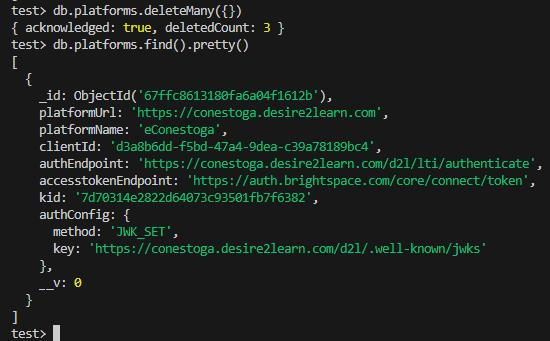 test> db.platforms.deleteMany({})
{ acknowledged: true, deletedCount: 3 }
test> db.platforms.find().pretty()
[
  {
    _id: ObjectId('67ffc8613180fa6a04f1612b'),
    platformUrl: 'https://conestoga.desire2learn.com',
    platformName: 'eConestoga',
    clientId: 'd3a8b6dd-f5bd-47a4-9dea-c39a78189bc4',
    authEndpoint: 'https://conestoga.desire2learn.com/d2l/lti/authenticate',
    accesstokenEndpoint: 'https://auth.brightspace.com/core/connect/token',
    kid: '7d70314e2822d64073c93501fb7f6382',
    authConfig: {
      method: 'JWK_SET',
      key: 'https://conestoga.desire2learn.com/d2l/.well-known/jwks'
    },
    __v: 0
  }
]
test>